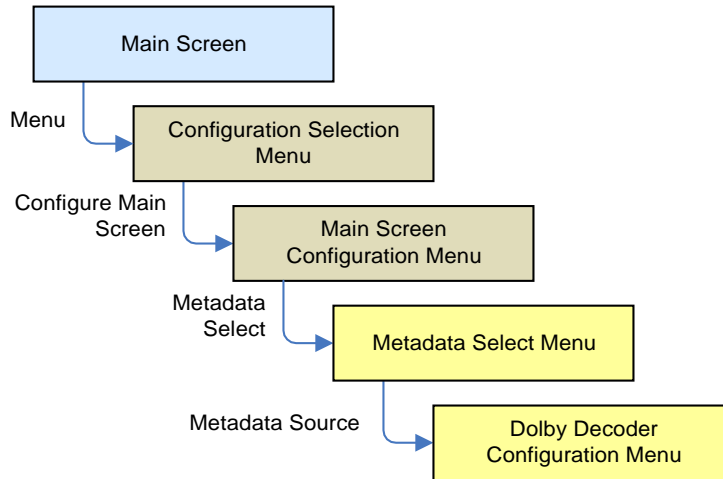 Main Screen
Menu
Configuration Selection
Menu
Configure Main
Screen
Main Screen
Configuration Menu
Metadada
Select
Metadata Select Menu
Metadata Source
Dolby Decoder
Configuration Menu